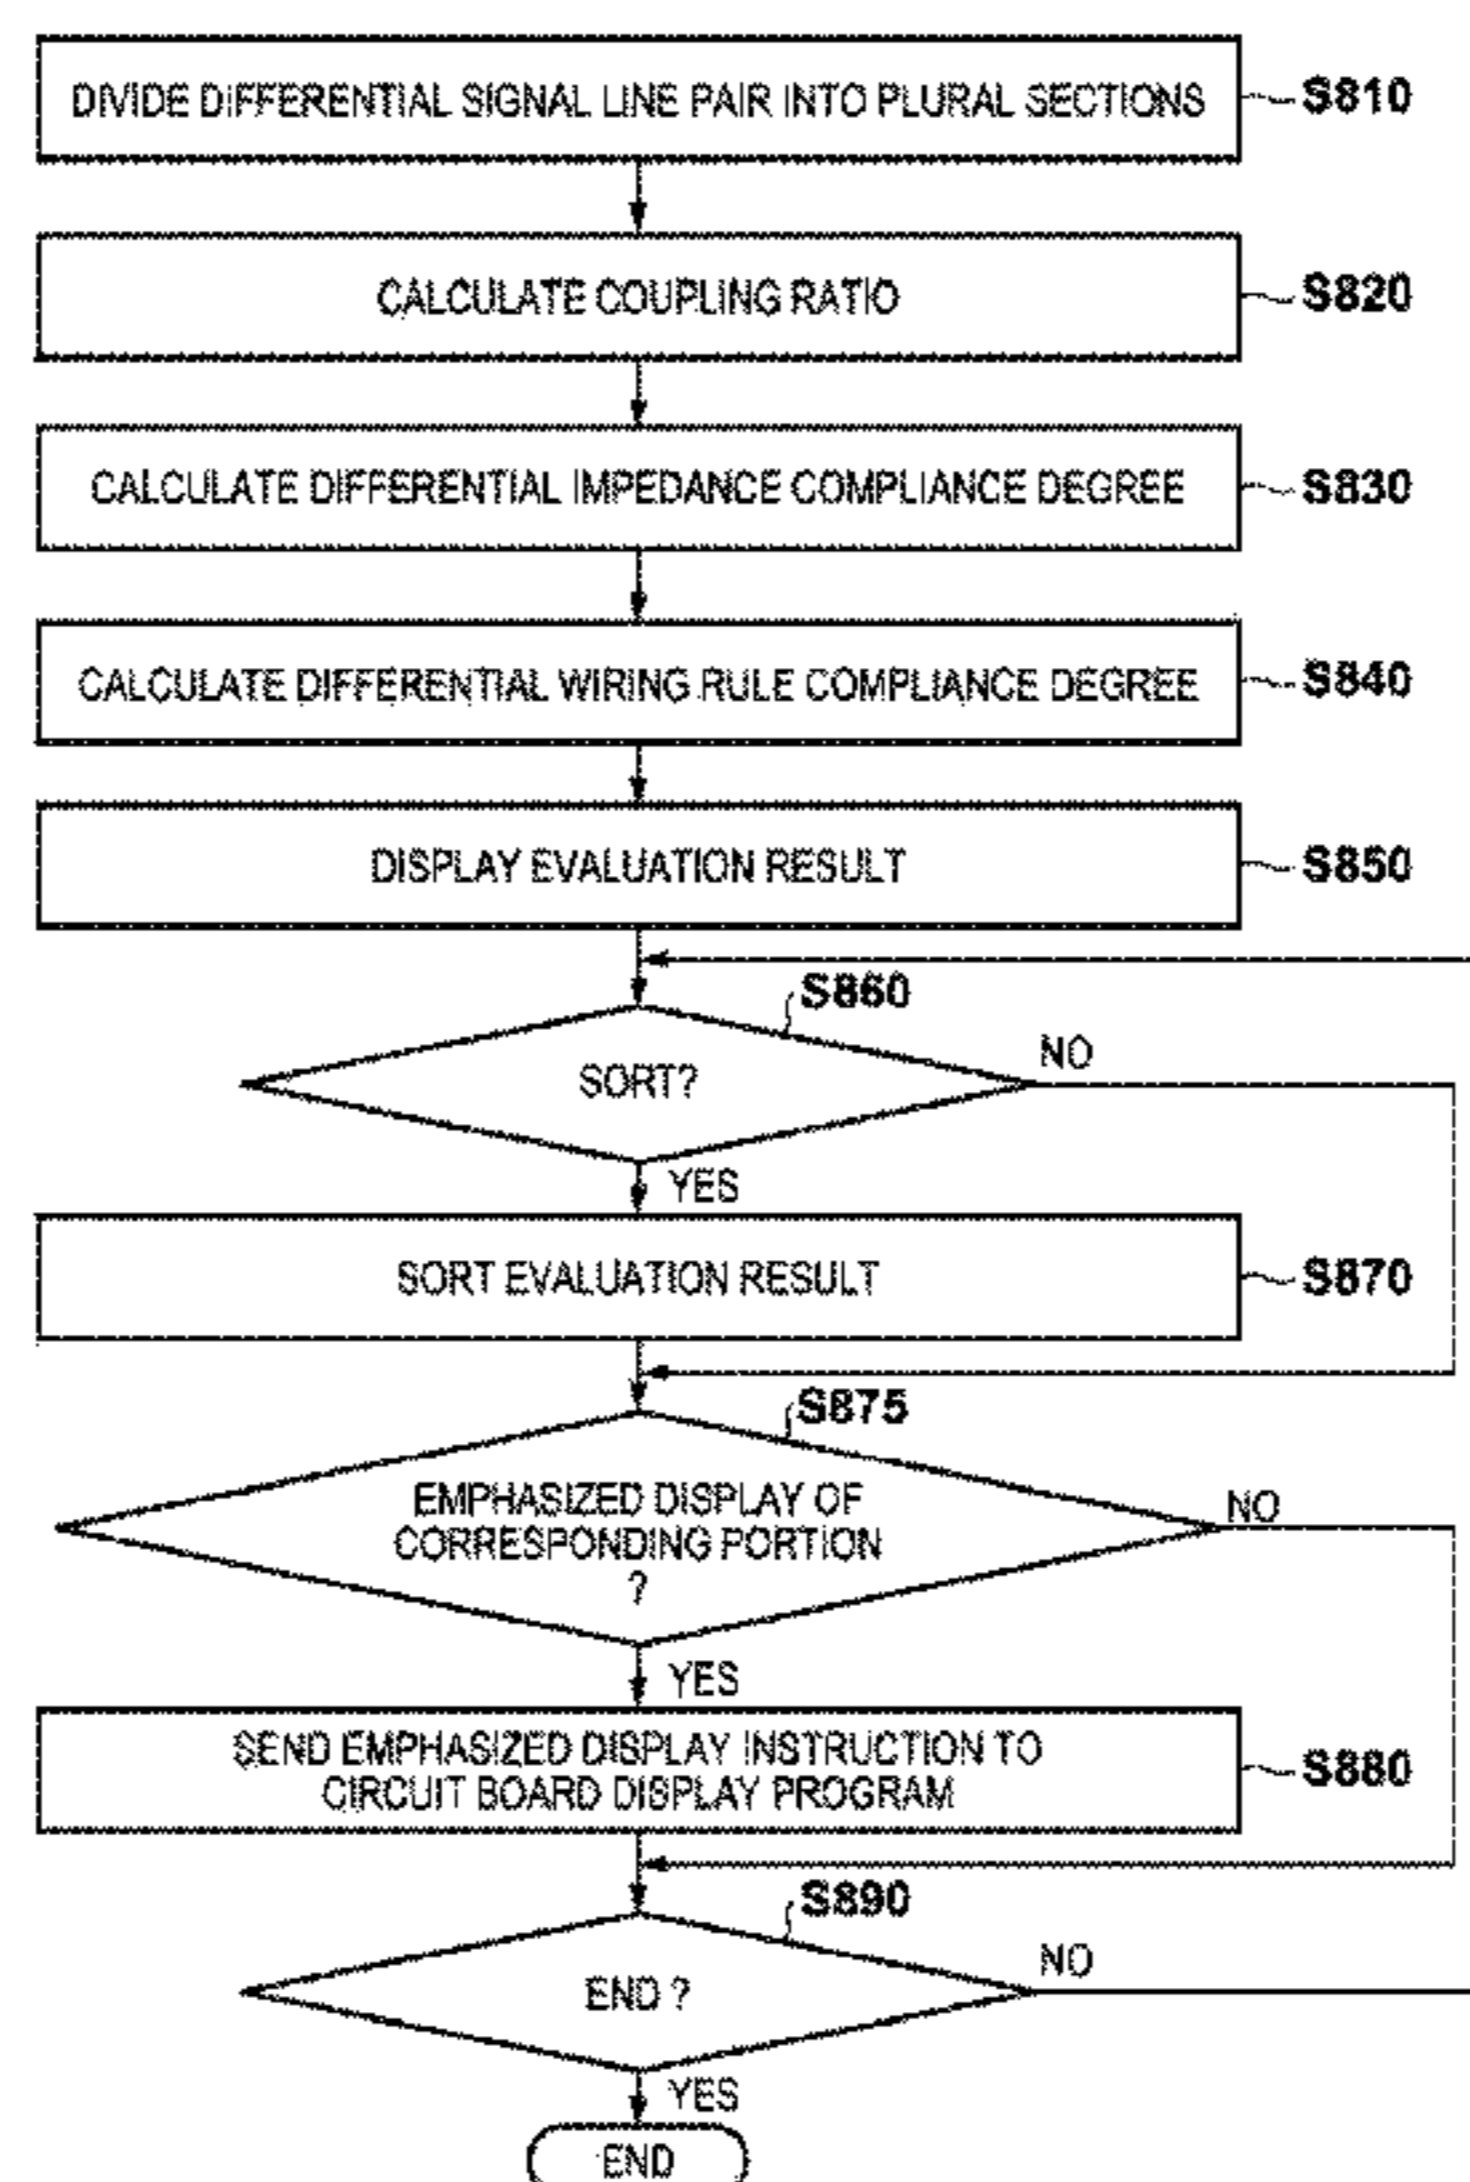 DIVIDE DIFFERENTIAL SIGNAL LINE PAIR INTO PLURAL SECTIONS
S810
CALCULATE COUPLING RATIO
S820
CALCULATE DIFFERENTIAL IMPEDANCE COMPLIANCE DEGREE
S830
CALCULATE DIFFERENTIAL WIRING RULE COMPLIANCE DEGREE
S840
DISPLAY EVALUATION RESULT
S850
S860
SORT?
NO
YES
SORT EVALUATION RESULT
S870
S875
EMPHASIZED DISPLAY OF
CORRESPONDING PORTION
?
NO
YES
SEND EMPHASIZED DISPLAY INSTRUCTION TO
CIRCUIT BOARD DISPLAY PROGRAM
S880
S890
END ?
NO
YES
END